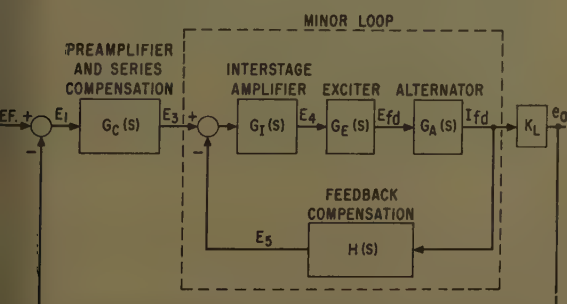 MINOR LOOP
PREAMPLIFIER
AND SERIES
COMPENSATION
INTERSTAGE
AMPLIFIER
EXCITER
ALTERNATOR
EF. +
E1
GC(S)
E3
+
GI(S)
E4
GE(S)
Efd
GA(S)
Ifd
KL
ea
−
−
FEEDBACK
COMPENSATION
E5
H(S)